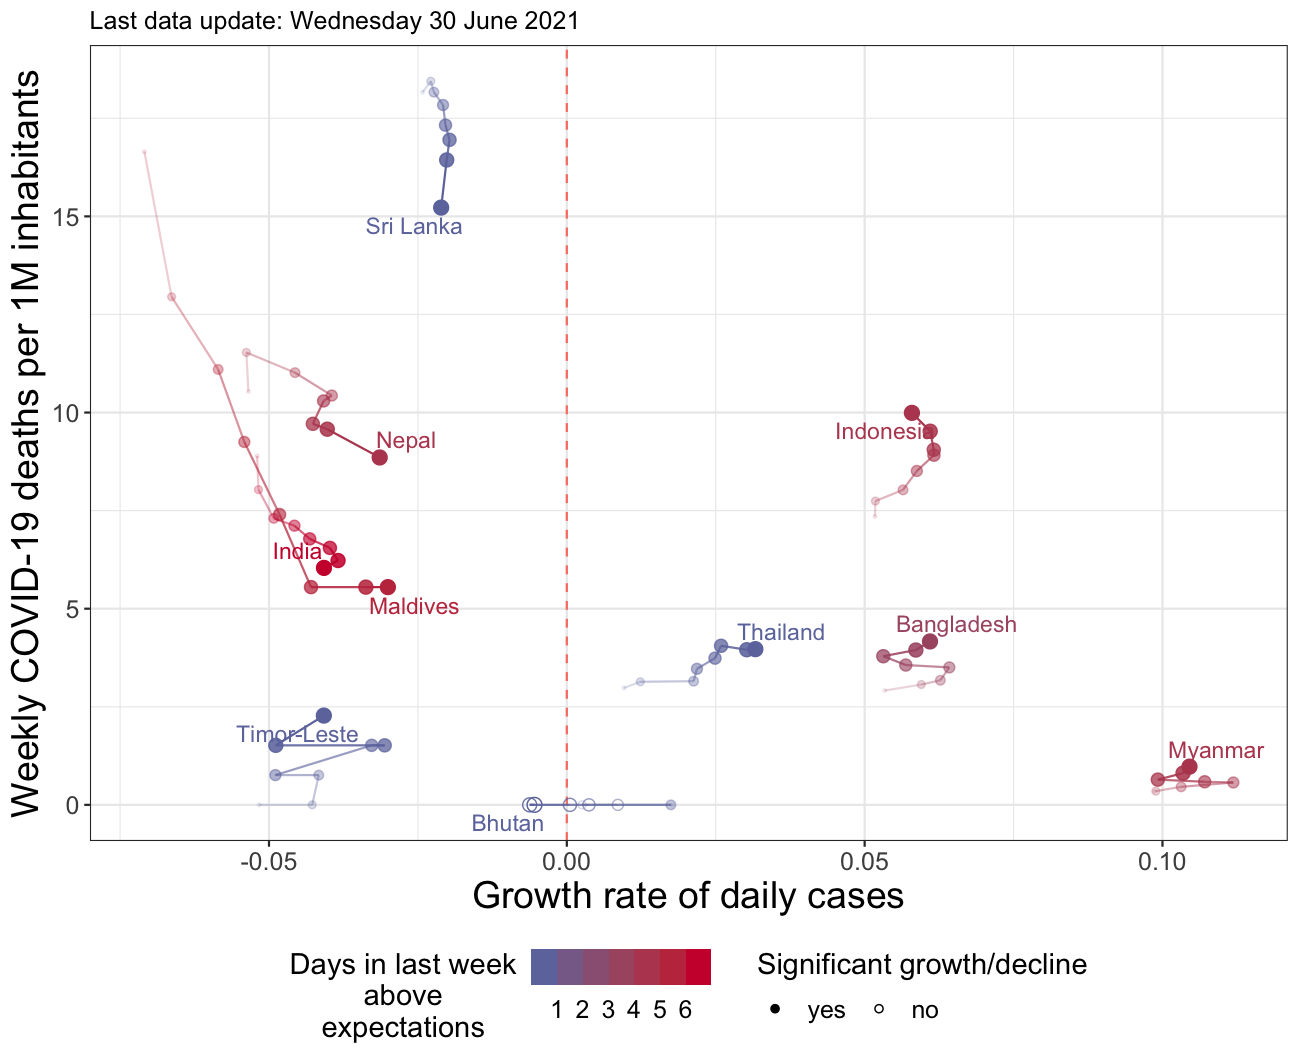 Last data update: Wednesday 30 June 2021
Weekly COVID-19 deaths per 1M inhabitants
15
10
5
0
Sri Lanka
Nepal
Indonesia
India
Maldives
Bangladesh
Thailand
Timor-Leste
Myanmar
Bhutan
-0.05
0.00
0.05
0.10
Growth rate of daily cases
Days in last week
above
expectations
1 2 3 4 5 6
Significant growth/decline
yes
no